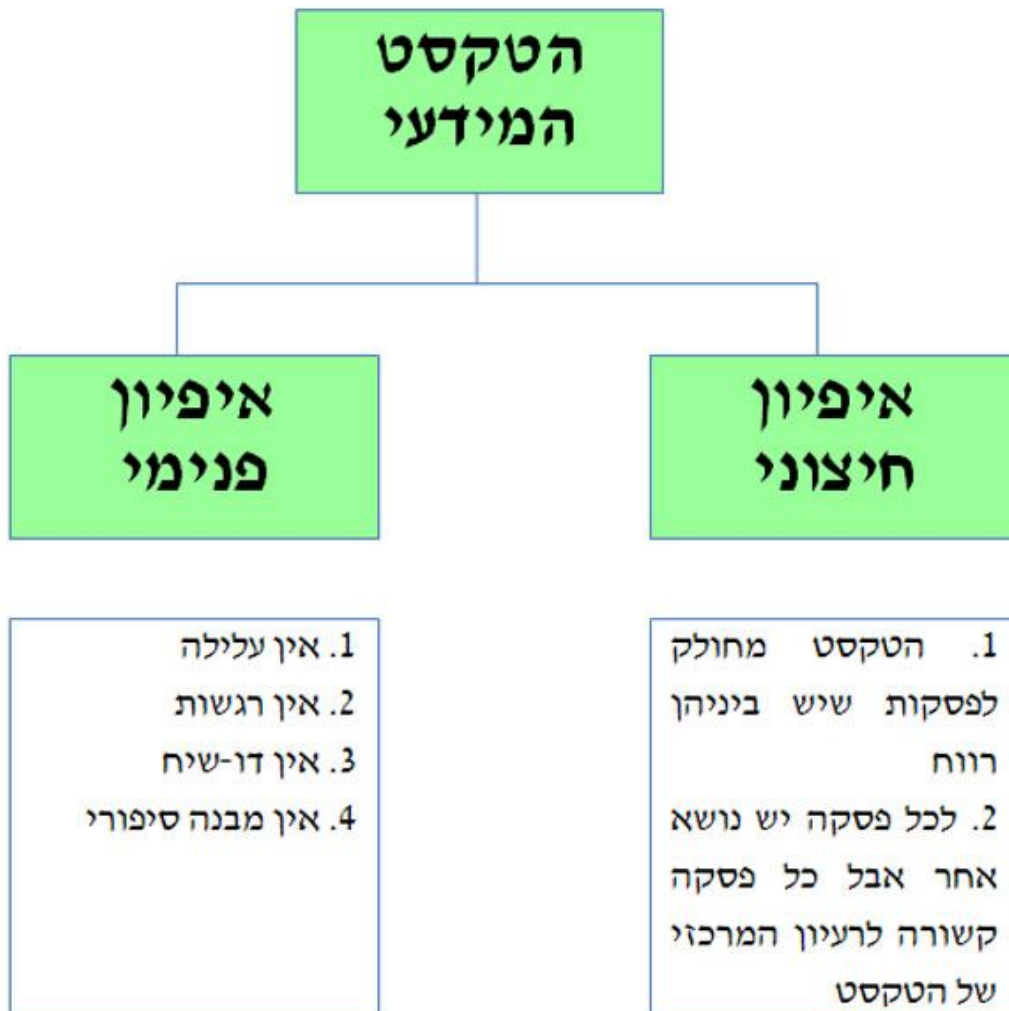 הטקסט
המידעי
איפיון
חיצוני
איפיון
פנימי
1. הטקסט מחולק
לפסקות שיש ביניהן
רווח
2. לכל פסקה יש נושא
אחר אבל כל פסקה
קשורה לרעיון המרכזי
של הטקסט
1. אין עלילה
2. אין רגשות
3. אין דו-שיח
4. אין מבנה סיפורי